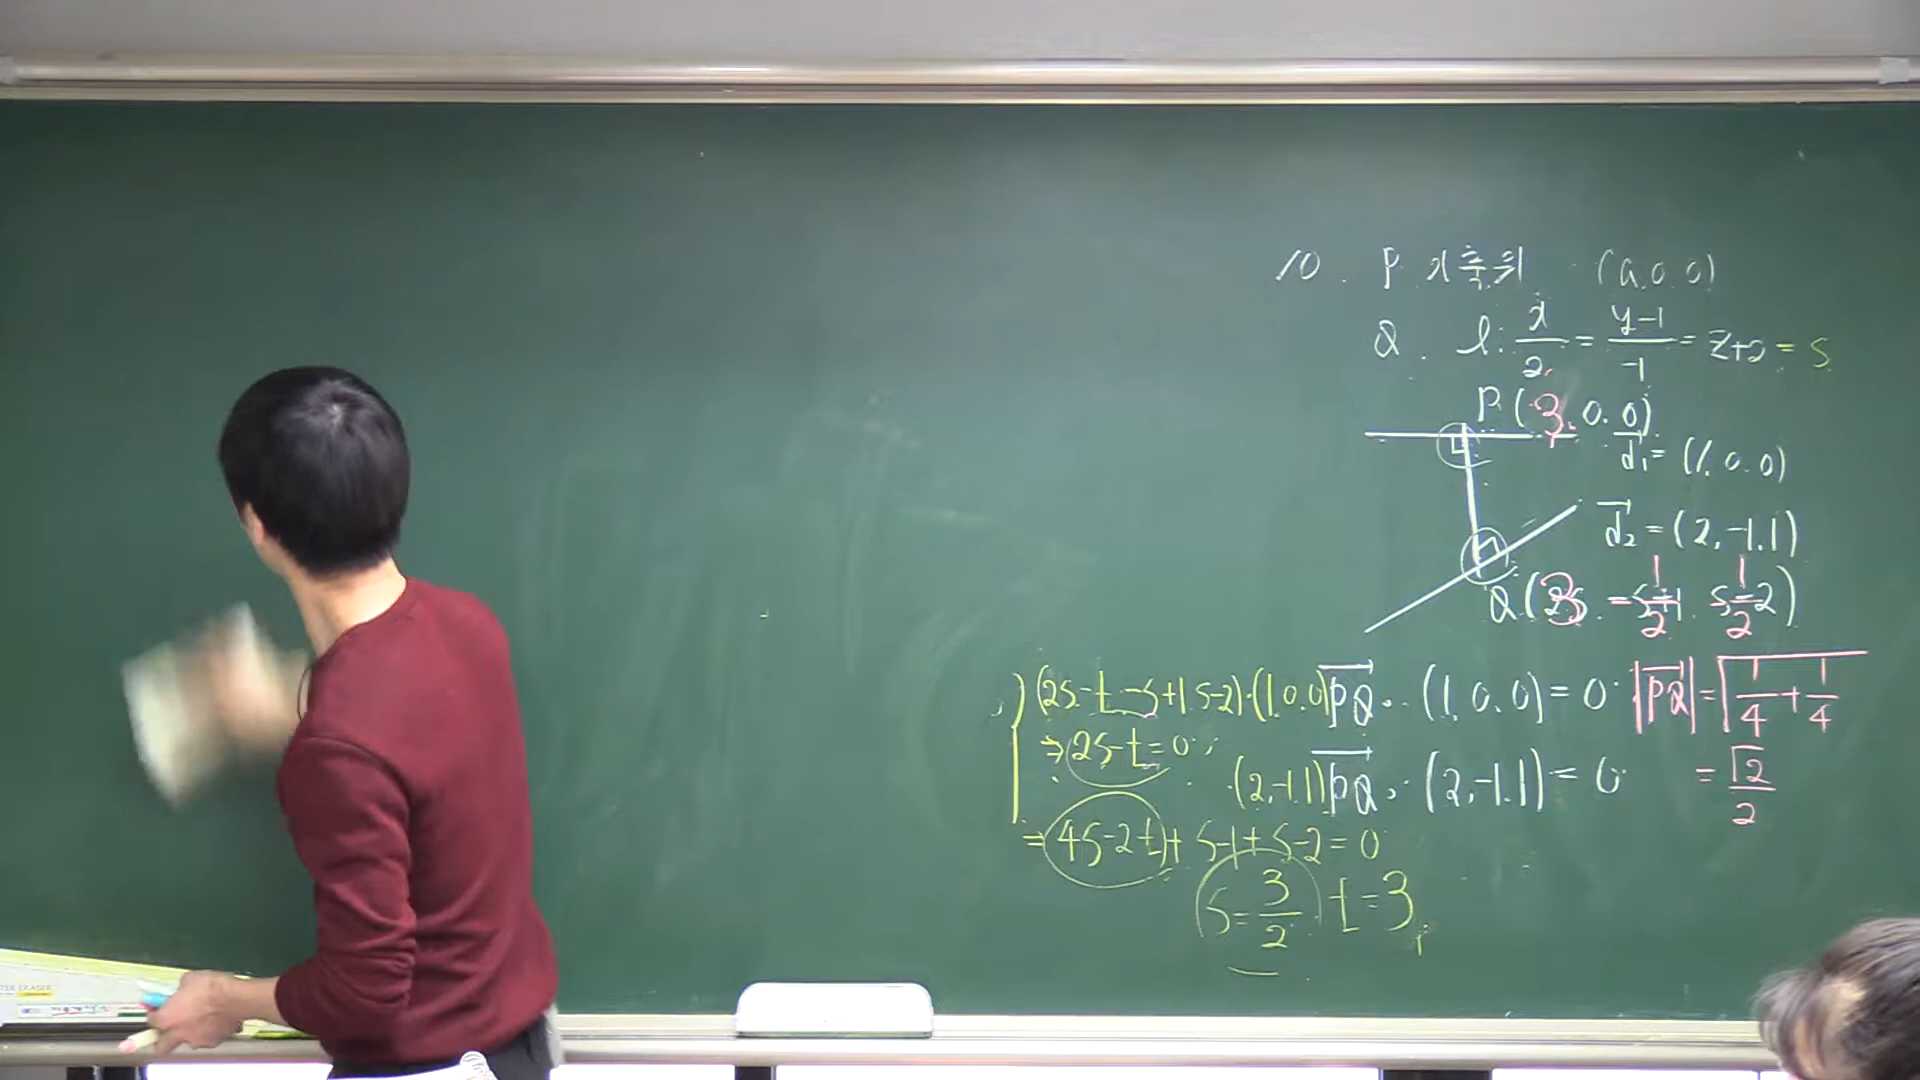 10. P. x축위 (a.0.0)
Q. l: x/2 = y-1/-1 = z+2 = s
P(3.0.0)
d₁ = (1.0.0)
d₂ = (2,-1.1)
Q(3 -1/2 -1/2)
(2s-t.-s+1.s-2)·(1.0.0) PQ·(1.0.0)=0 |PQ|=√1/4+1/4
⇒2s-t=0
(2,-1.1) PQ·(2,-1.1)=0 =√2/2
⇒4s-2t+s-1+s-2=0
s=3/2 t=3